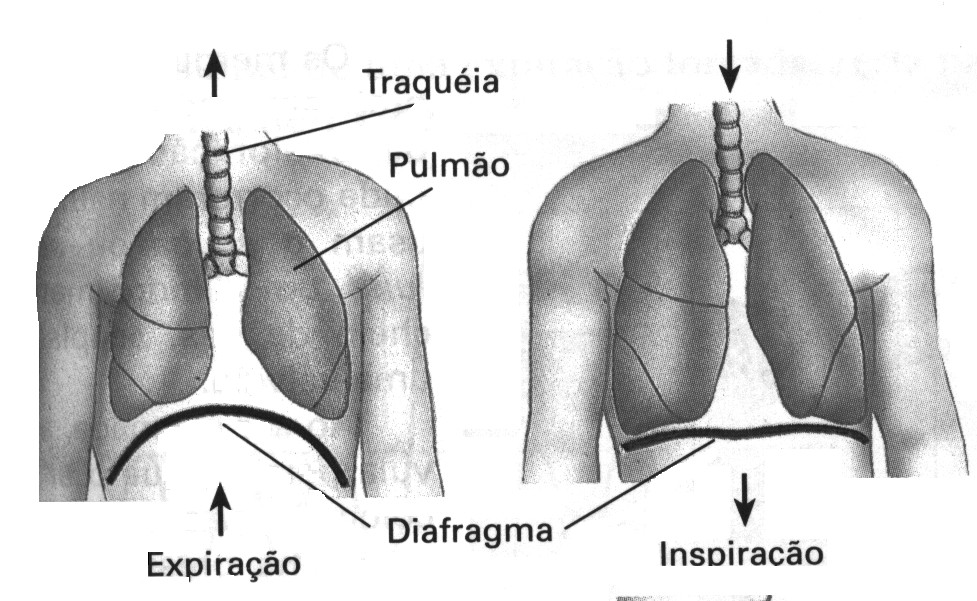 Traquéia
Pulmão
Diafragma
Expiração
Inspiração